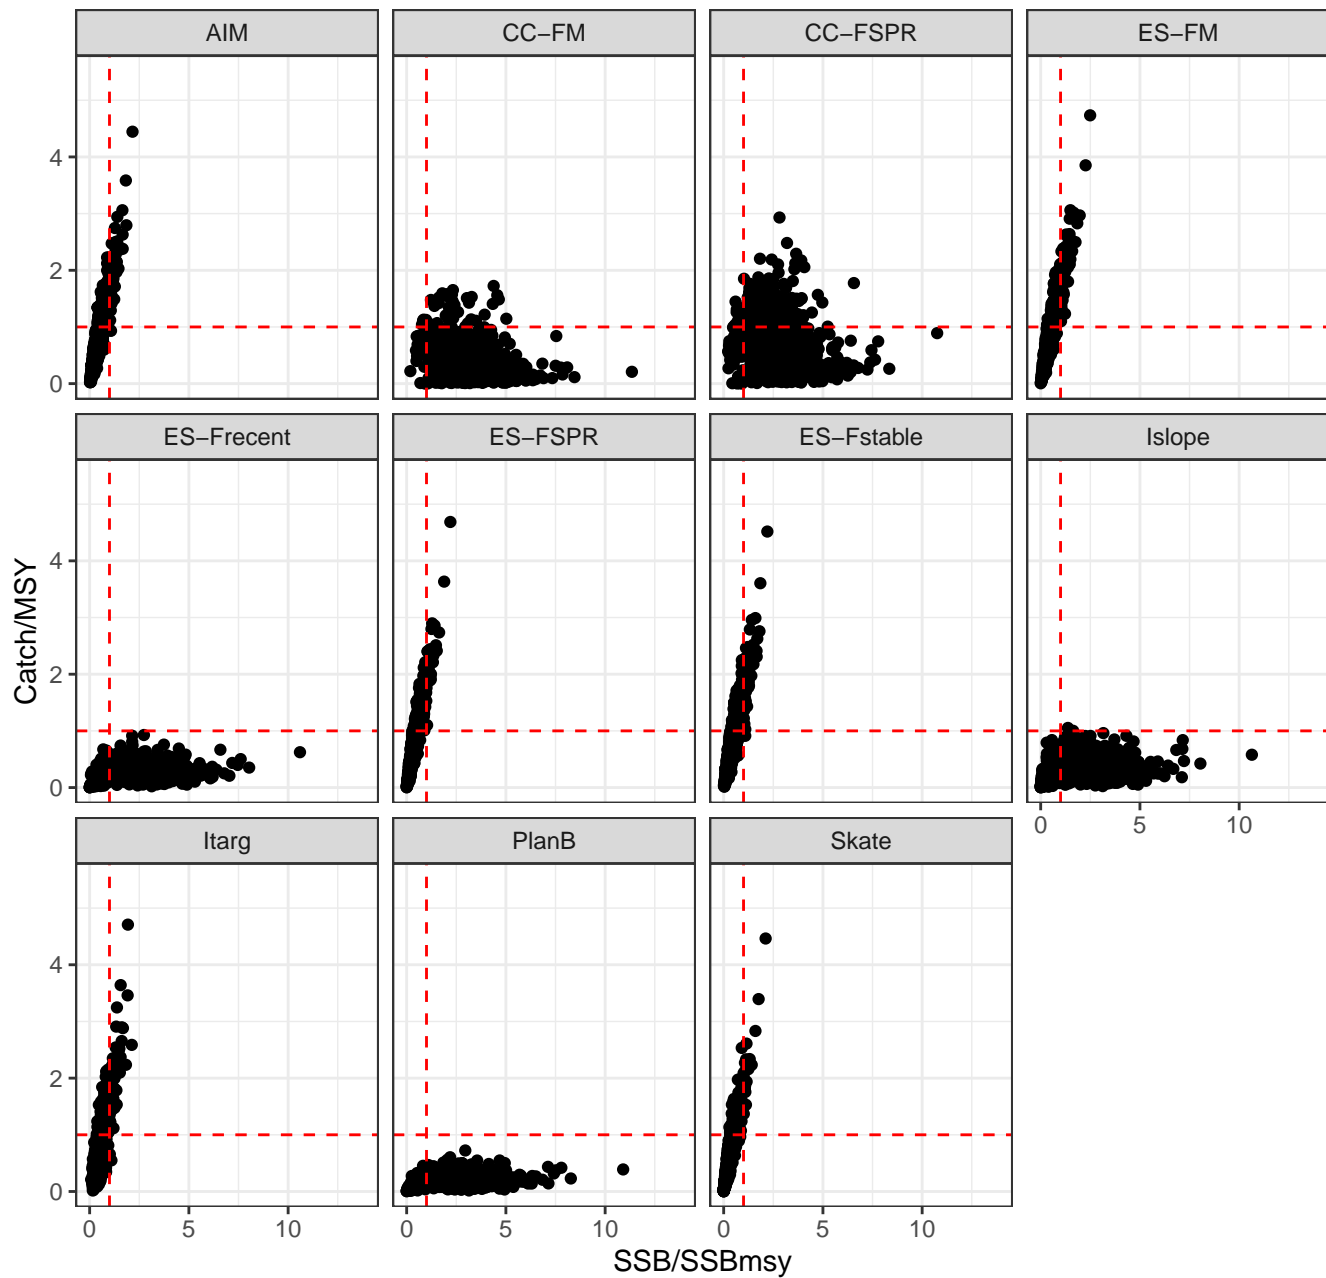 AIM CC−FM CC−FSPR ES−FM
4
2
0
ES−Frecent ES−FSPR ES−Fstable Islope
4
2
0
0 5 10
Itarg PlanB Skate
4
2
0
0 5 10 0 5 10 0 5 10
SSB/SSBmsy
Catch/MSY